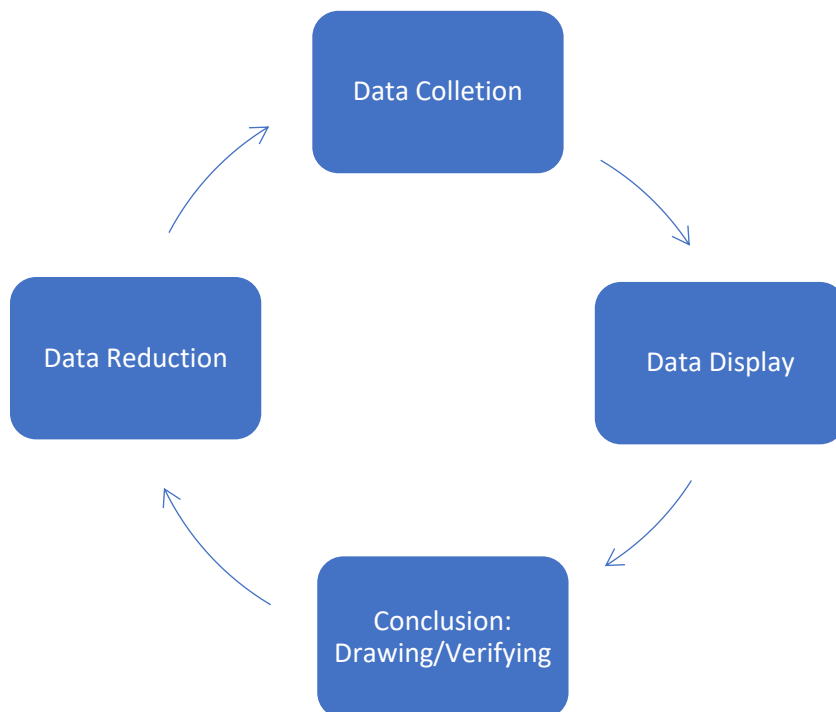 Data Colletion
Data Reduction
Data Display
Conclusion:
Drawing/Verifying